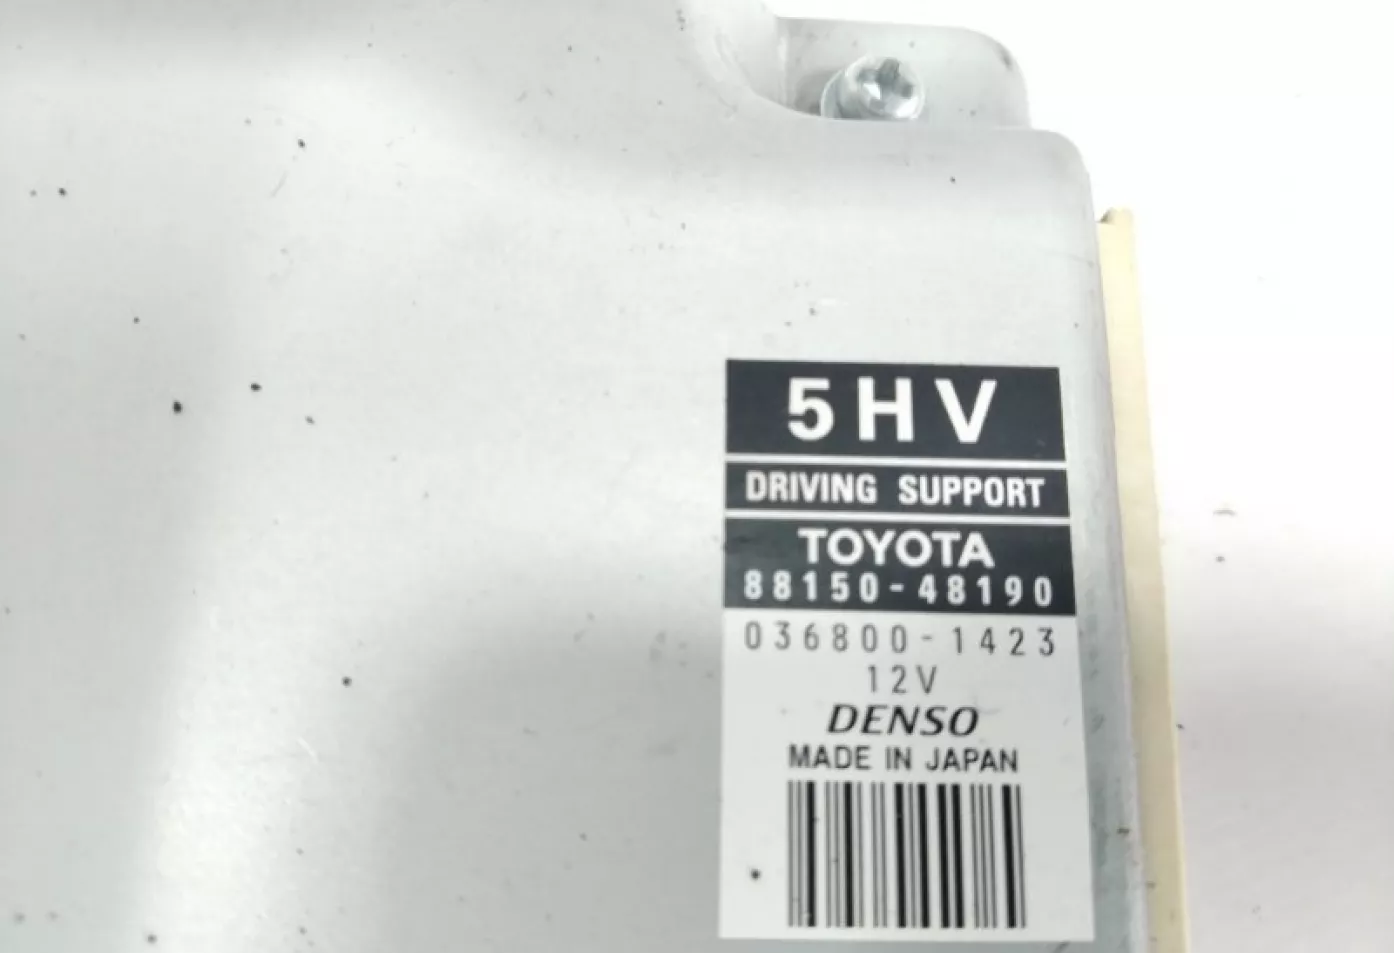 5HV
DRIVING SUPPORT
TOYOTA
88150-48190
036800-1423
12V
DENSO
MADE IN JAPAN